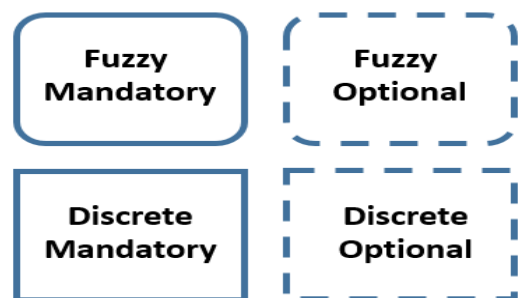 Fuzzy
Mandatory
Fuzzy
Optional
Discrete
Mandatory
Discrete
Optional